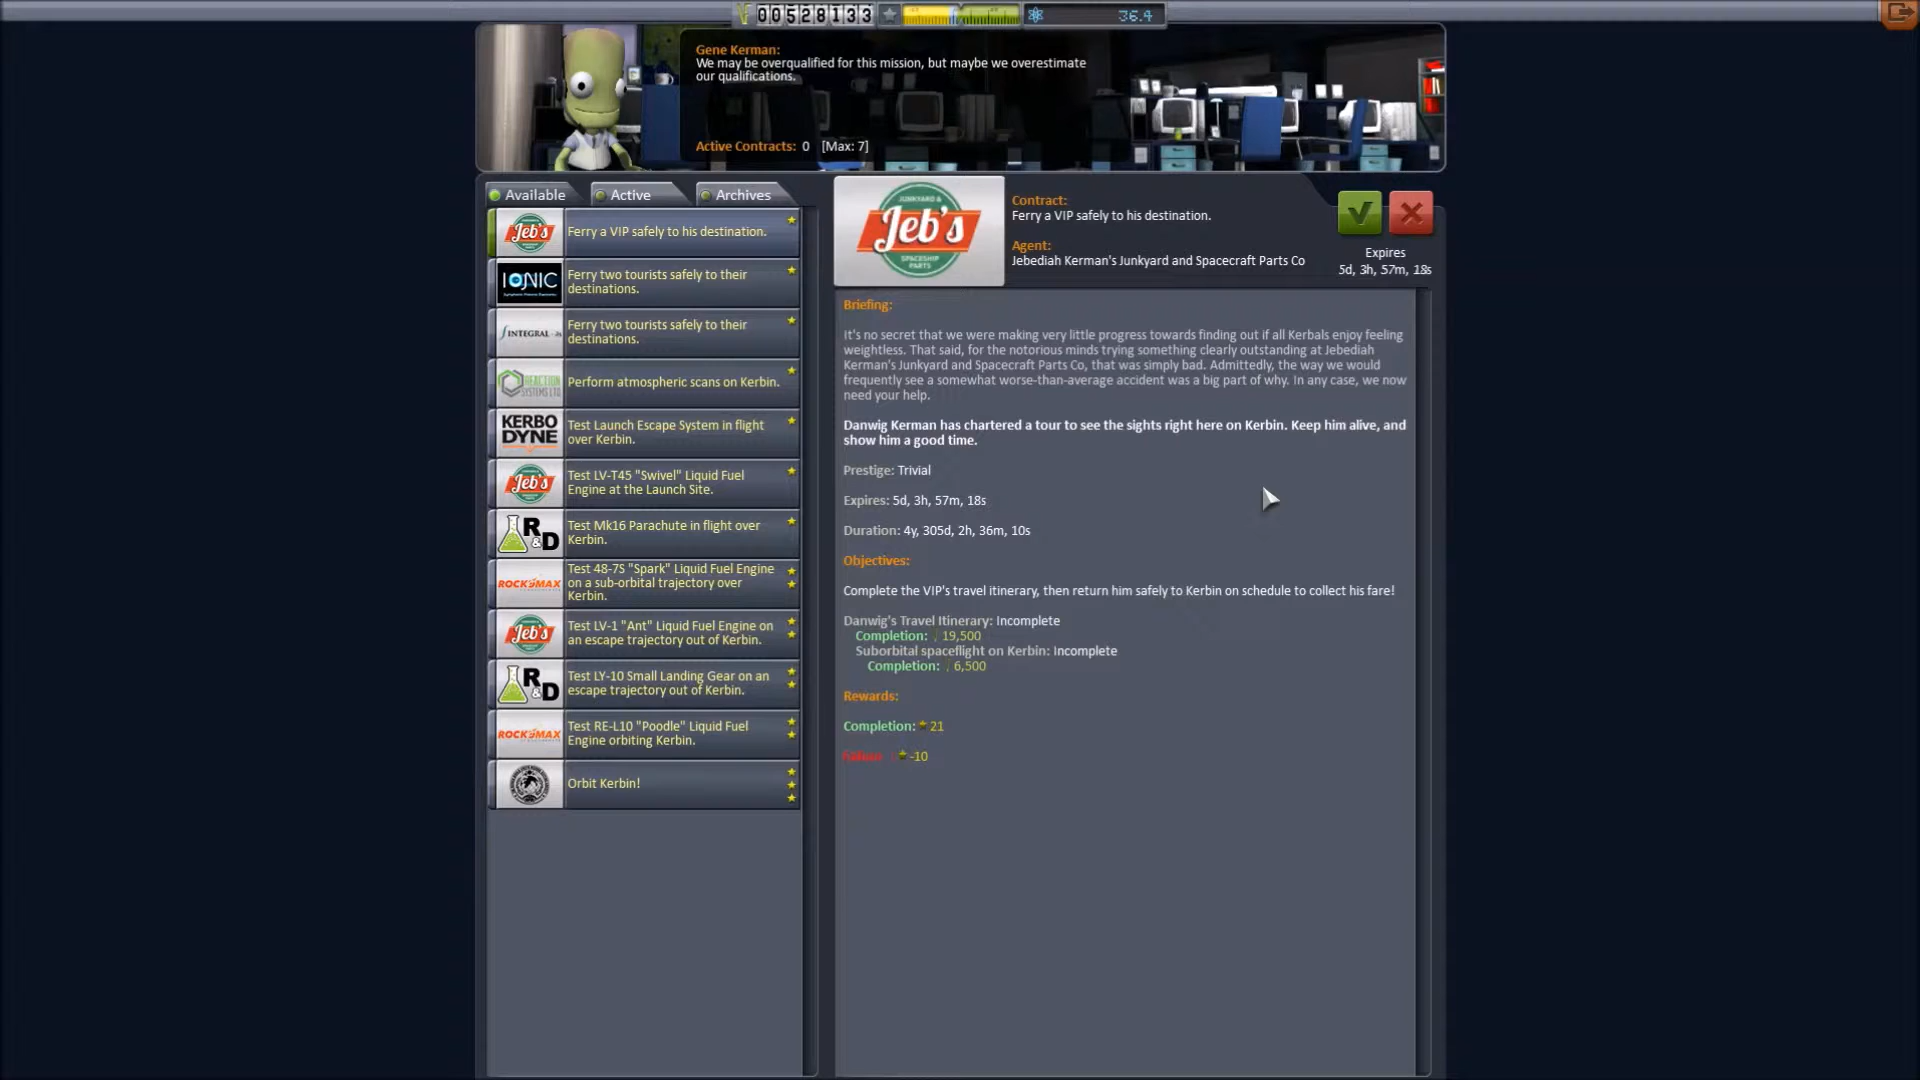 00528133
36.4
Gene Kerman:
We may be overqualified for this mission, but maybe we overestimate
our qualifications.
Active Contracts: 0 [Max: 7]
Available
Active
Archives
Jeb's
Ferry a VIP safely to his destination.
IONIC
Ferry two tourists safely to their
destinations.
INTEGRAL
Ferry two tourists safely to their
destinations.
REACTION
SYSTEMS LTD
Perform atmospheric scans on Kerbin.
KERBO
DYNE
Test Launch Escape System in flight
over Kerbin.
Jeb's
Test LV-T45 "Swivel" Liquid Fuel
Engine at the Launch Site.
R&D
Test Mk16 Parachute in flight over
Kerbin.
ROCKOMAX
Test 48-7S "Spark" Liquid Fuel Engine
on a sub-orbital trajectory over
Kerbin.
Jeb's
Test LV-1 "Ant" Liquid Fuel Engine on
an escape trajectory out of Kerbin.
R&D
Test LY-10 Small Landing Gear on an
escape trajectory out of Kerbin.
ROCKOMAX
Test RE-L10 "Poodle" Liquid Fuel
Engine orbiting Kerbin.
Orbit Kerbin!
JUNKYARD &
Jeb's
SPACESHIP
PARTS
Contract:
Ferry a VIP safely to his destination.
Agent:
Jebediah Kerman's Junkyard and Spacecraft Parts Co
Expires
5d, 3h, 57m, 18s
Briefing:
It's no secret that we were making very little progress towards finding out if all Kerbals enjoy feeling
weightless. That said, for the notorious minds trying something clearly outstanding at Jebediah
Kerman's Junkyard and Spacecraft Parts Co, that was simply bad. Admittedly, the way we would
frequently see a somewhat worse-than-average accident was a big part of why. In any case, we now
need your help.
Danwig Kerman has chartered a tour to see the sights right here on Kerbin. Keep him alive, and
show him a good time.
Prestige: Trivial
Expires: 5d, 3h, 57m, 18s
Duration: 4y, 305d, 2h, 36m, 10s
Objectives:
Complete the VIP's travel itinerary, then return him safely to Kerbin on schedule to collect his fare!
Danwig's Travel Itinerary: Incomplete
Completion: 19,500
Suborbital spaceflight on Kerbin: Incomplete
Completion: 6,500
Rewards:
Completion: 21
-10